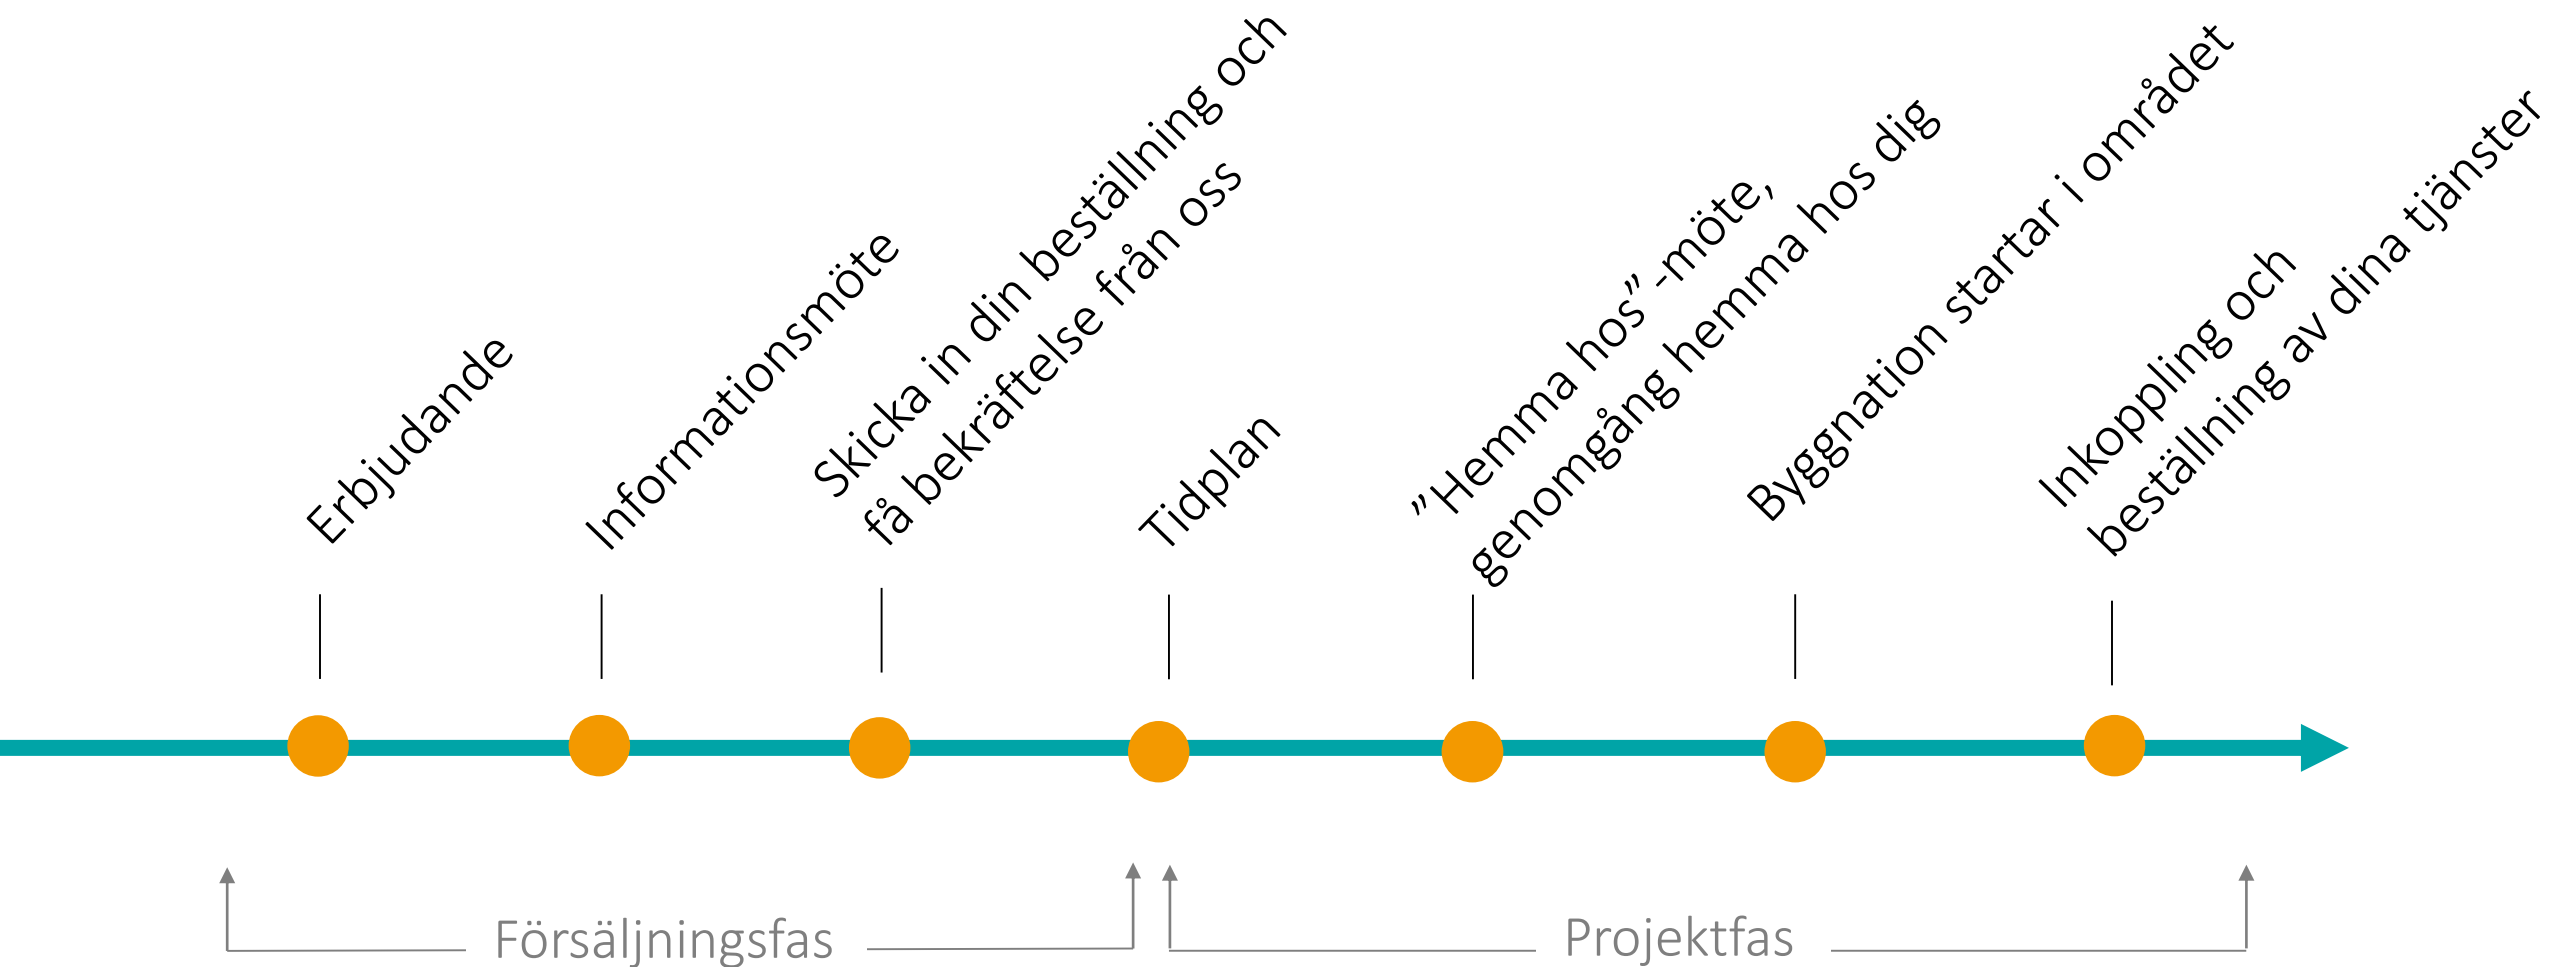 Erbjudande
Informationsmöte
Skicka in din beställning och
få bekräftelse från oss
Tidplan
”Hemma hos” -möte,
genomgång hemma hos dig
Byggnation startar i området
Inkoppling och
beställning av dina tjänster
Försäljningsfas
Projektfas